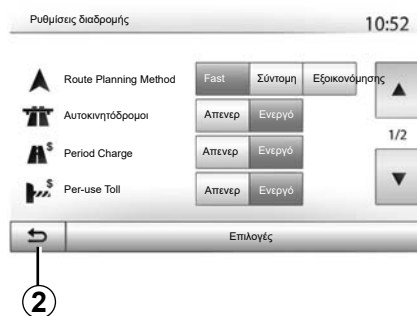 Ρυθμίσεις διαδρομής 10:52
Route Planning Method Fast Σύντομη Εξοικονόμησης
Αυτοκινητόδρομοι Απενερ Ενεργό
1/2
Period Charge Απενερ Ενεργό
Per-use Toll Απενερ Ενεργό
Επιλογές
2